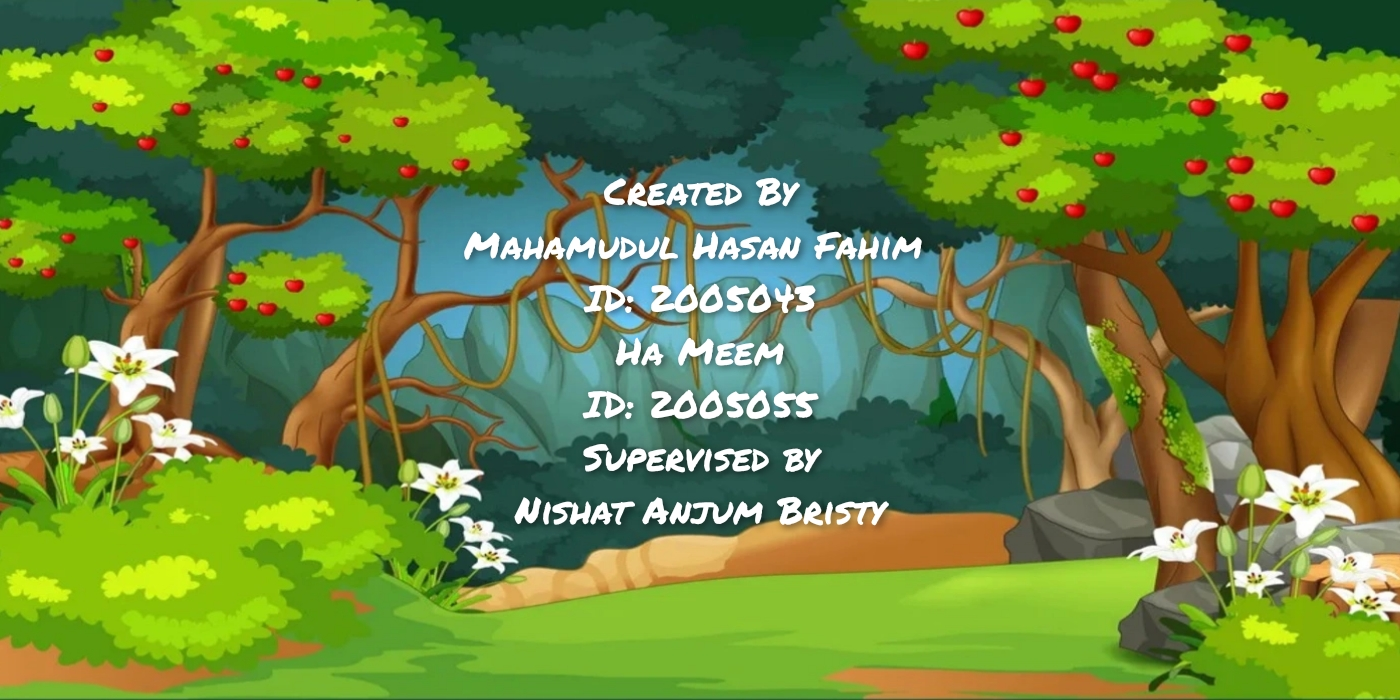 Created By
Mahamudul Hasan Fahim
ID: 2005043
Ha Meem
ID: 2005055
Supervised by
Nishat Anjum Bristy